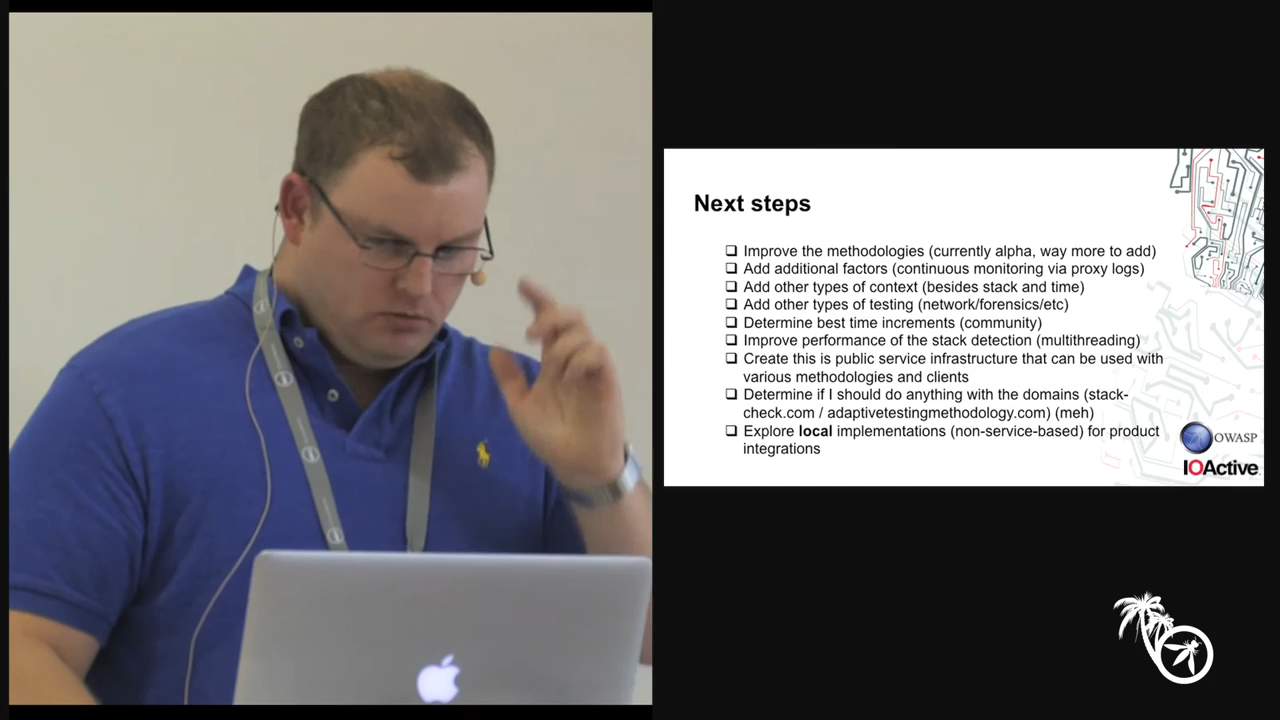 Next steps
❑ Improve the methodologies (currently alpha, way more to add)
❑ Add additional factors (continuous monitoring via proxy logs)
❑ Add other types of context (besides stack and time)
❑ Add other types of testing (network/forensics/etc)
❑ Determine best time increments (community)
❑ Improve performance of the stack detection (multithreading)
❑ Create this is public service infrastructure that can be used with
various methodologies and clients
❑ Determine if I should do anything with the domains (stack-
check.com / adaptivetestingmethodology.com) (meh)
❑ Explore local implementations (non-service-based) for product
integrations
OWASP
IOActive